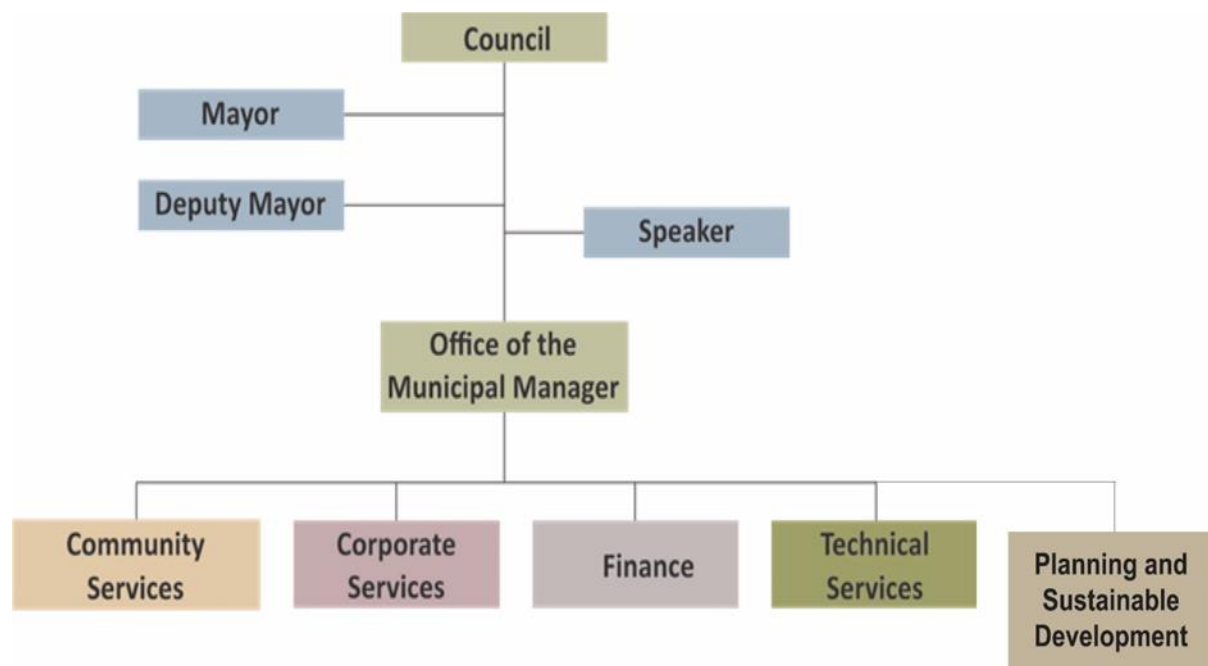 Council
Mayor
Deputy Mayor
Speaker
Office of the
Municipal Manager
Community
Services
Corporate
Services
Finance
Technical
Services
Planning and
Sustainable
Development